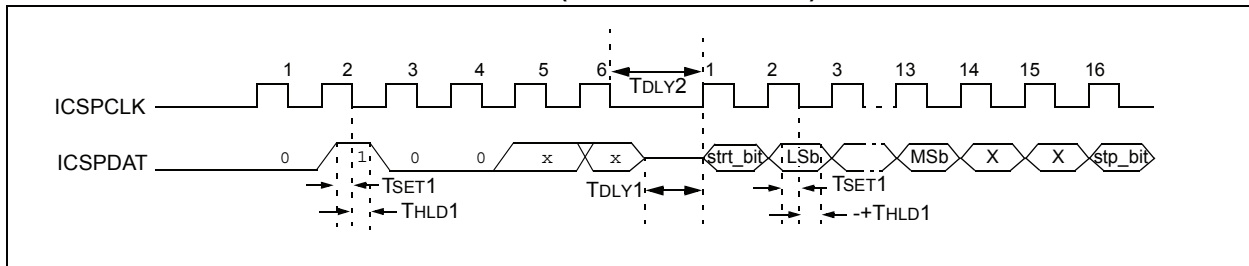 1 2 3 4 5 6 1 2 3 13 14 15 16
TDLY2
ICSPCLK
ICSPDAT 0 1 0 0 x x strt_bit LSb MSb X X stp_bit
TSET1 TDLY1 TSET1
THLD1 -+THLD1